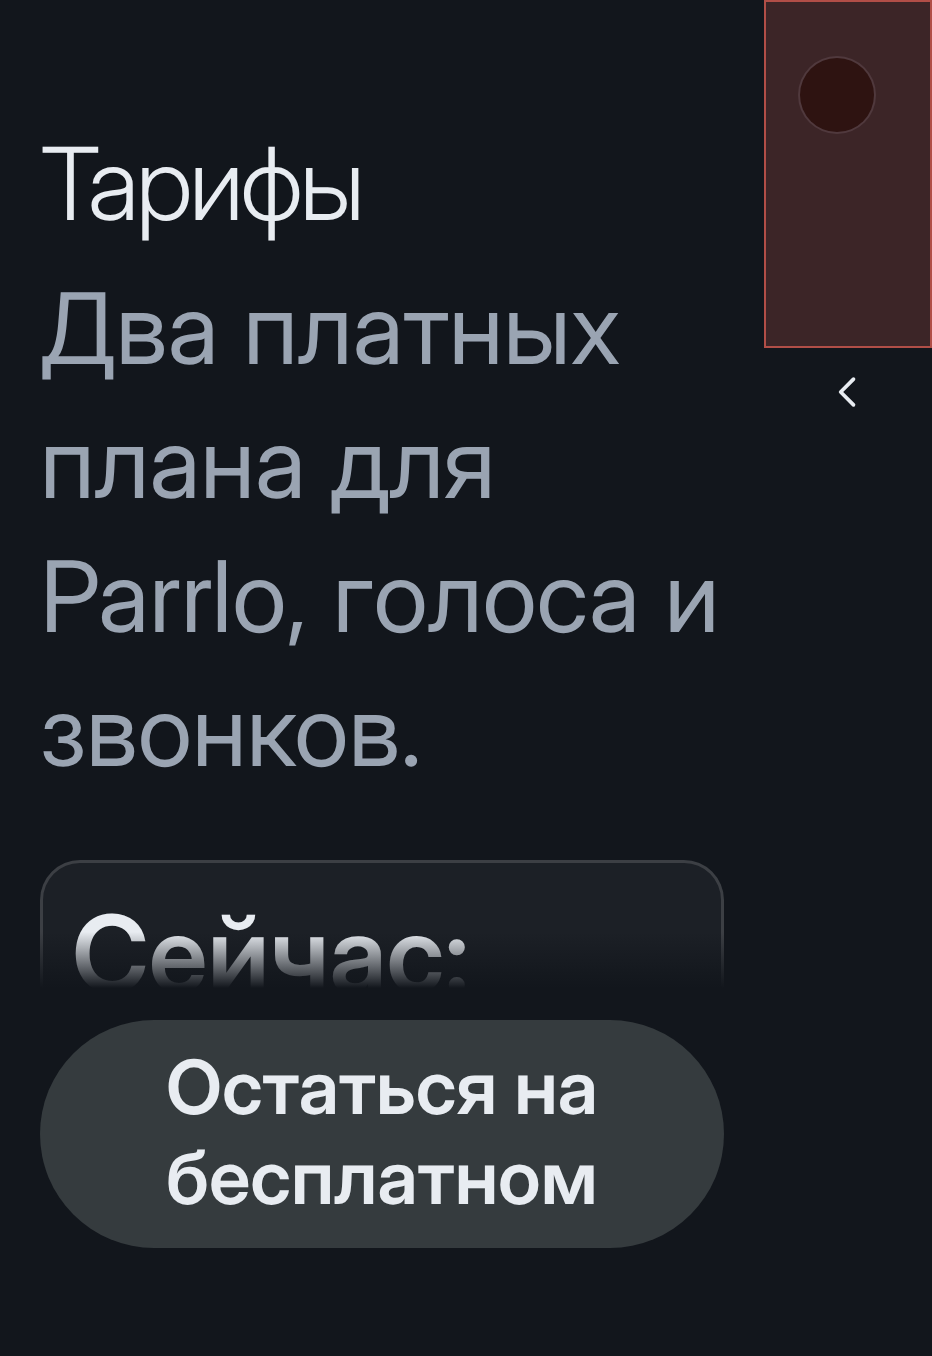 Тарифы
Два платных
плана для
Parrlo, голоса и
звонков.
Сейчас:
Остаться на
бесплатном